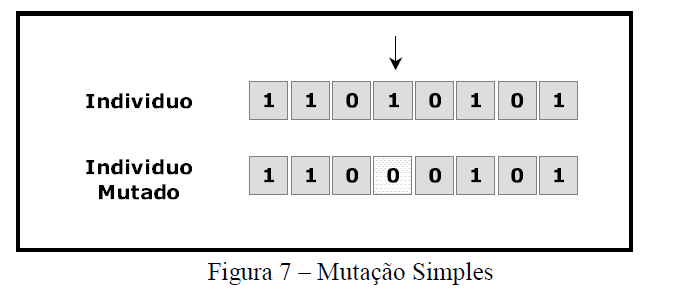 Individuo 1 1 0 1 0 1 0 1
Individuo
Mutado 1 1 0 0 0 1 0 1
Figura 7 – Mutação Simples